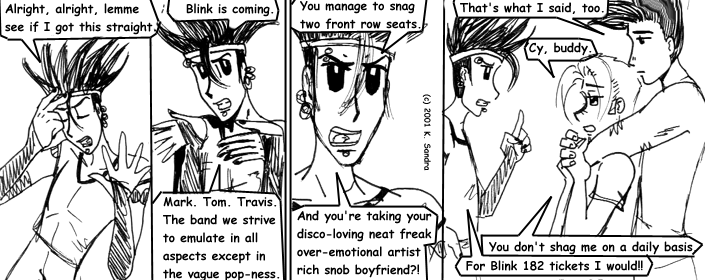 Alright, alright, lemme
see if I got this straight.
Blink is coming.
Mark. Tom. Travis.
The band we strive
to emulate in all
aspects except in
the vague pop-ness.
You manage to snag
two front row seats.
And you're taking your
disco-loving neat freak
over-emotional artist
rich snob boyfriend?!
(c) 2001 K. Sandra
That's what I said, too.
Cy, buddy.
You don't shag me on a daily basis.
For Blink 182 tickets I would!!